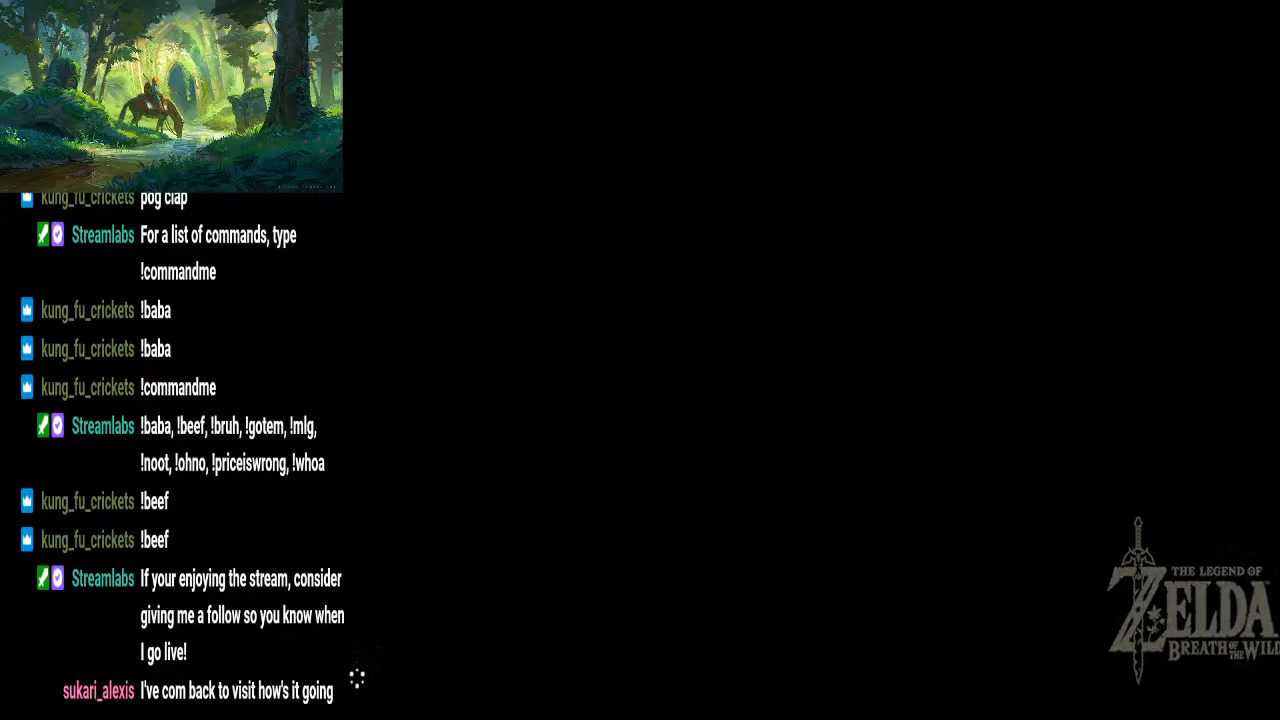 kung_fu_crickets pog clap
Streamlabs For a list of commands, type
!commandme
kung_fu_crickets !baba
kung_fu_crickets !baba
kung_fu_crickets !commandme
Streamlabs !baba, !beef, !bruh, !gotem, !mlg,
!noot, !ohno, !priceiswrong, !whoa
kung_fu_crickets !beef
kung_fu_crickets !beef
Streamlabs If your enjoying the stream, consider
giving me a follow so you know when
I go live!
sukari_alexis I've com back to visit how's it going
THE LEGEND OF
ZELDA
BREATH OF THE WILD